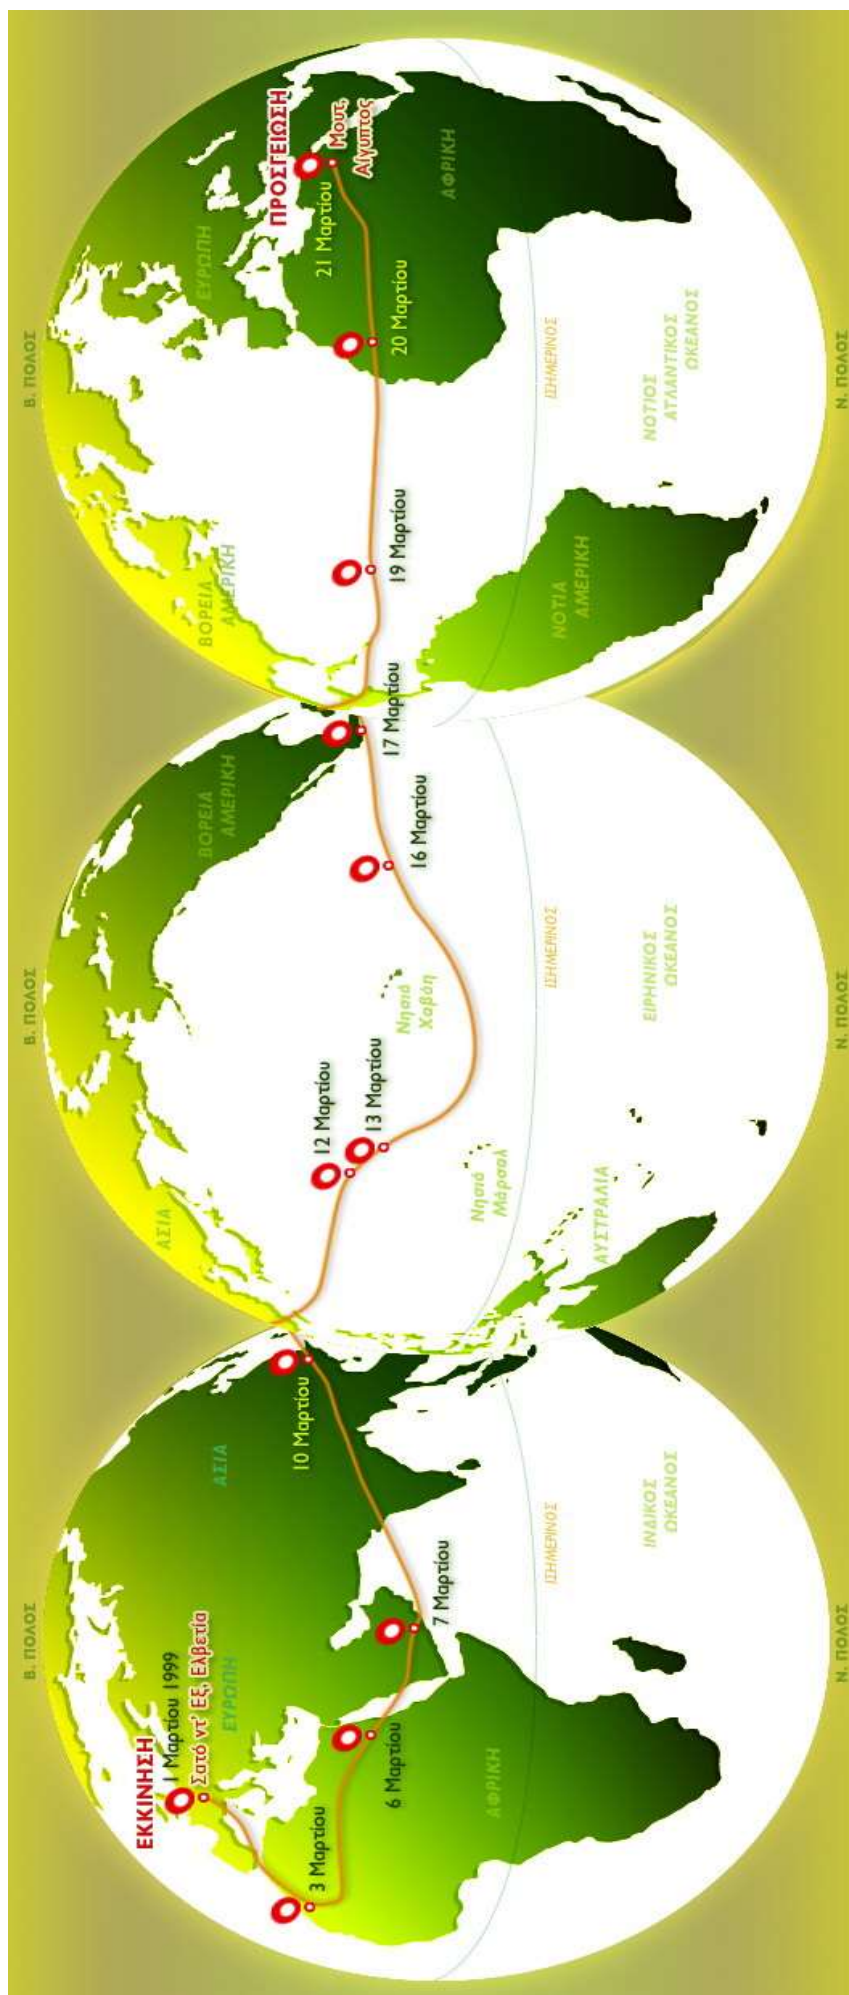 Β. ΠΟΛΟΣ
ΕΚΚΙΝΗΣΗ
1 Μαρτίου 1999
Σατό ντ' Εξ, Ελβετία
ΕΥΡΩΠΗ
ΑΣΙΑ
3 Μαρτίου
6 Μαρτίου
7 Μαρτίου
10 Μαρτίου
ΑΦΡΙΚΗ
ΙΣΗΜΕΡΙΝΟΣ
ΙΝΔΙΚΟΣ
ΩΚΕΑΝΟΣ
Ν. ΠΟΛΟΣ
Β. ΠΟΛΟΣ
ΑΣΙΑ
ΒΟΡΕΙΑ
ΑΜΕΡΙΚΗ
12 Μαρτίου
13 Μαρτίου
Νησιά
Χαβάη
16 Μαρτίου
17 Μαρτίου
Νησιά
Μάρσαλ
ΙΣΗΜΕΡΙΝΟΣ
ΑΥΣΤΡΑΛΙΑ
ΕΙΡΗΝΙΚΟΣ
ΩΚΕΑΝΟΣ
Ν. ΠΟΛΟΣ
Β. ΠΟΛΟΣ
ΒΟΡΕΙΑ
ΑΜΕΡΙΚΗ
ΕΥΡΩΠΗ
ΠΡΟΣΓΕΙΩΣΗ
21 Μαρτίου
Μουτ,
Αίγυπτος
19 Μαρτίου
20 Μαρτίου
ΑΦΡΙΚΗ
ΙΣΗΜΕΡΙΝΟΣ
ΝΟΤΙΑ
ΑΜΕΡΙΚΗ
ΝΟΤΙΟΣ
ΑΤΛΑΝΤΙΚΟΣ
ΩΚΕΑΝΟΣ
Ν. ΠΟΛΟΣ